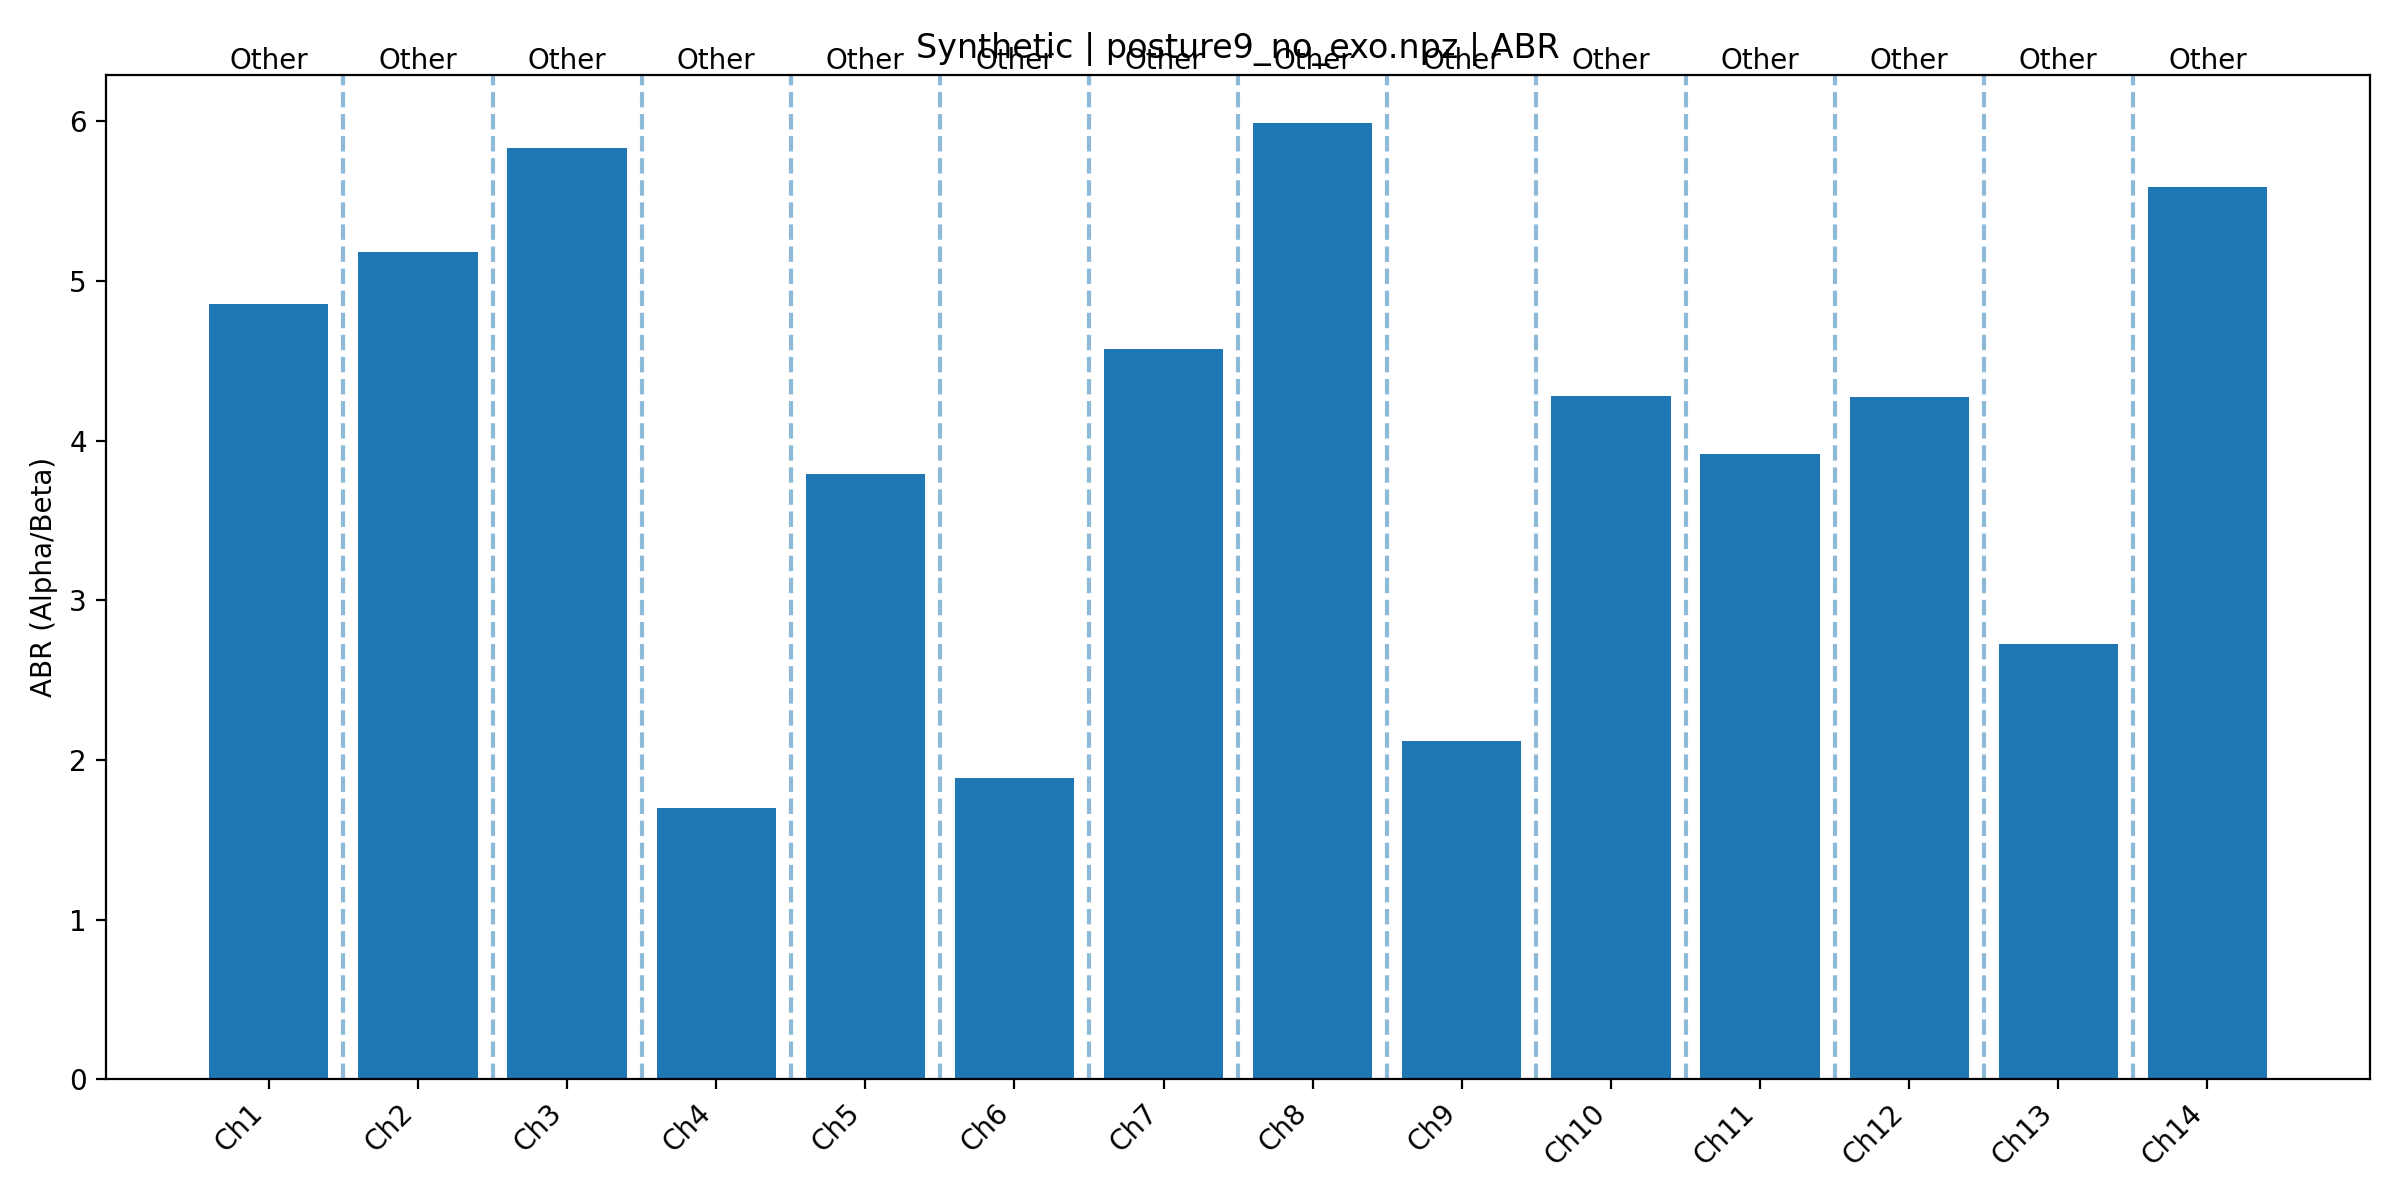 Synthetic | posture9_no_exo.npz | ABR
Other Other Other Other Other Other Other Other Other Other Other Other Other Other
6
5
4
3
2
1
0
ABR (Alpha/Beta)
Ch1 Ch2 Ch3 Ch4 Ch5 Ch6 Ch7 Ch8 Ch9 Ch10 Ch11 Ch12 Ch13 Ch14